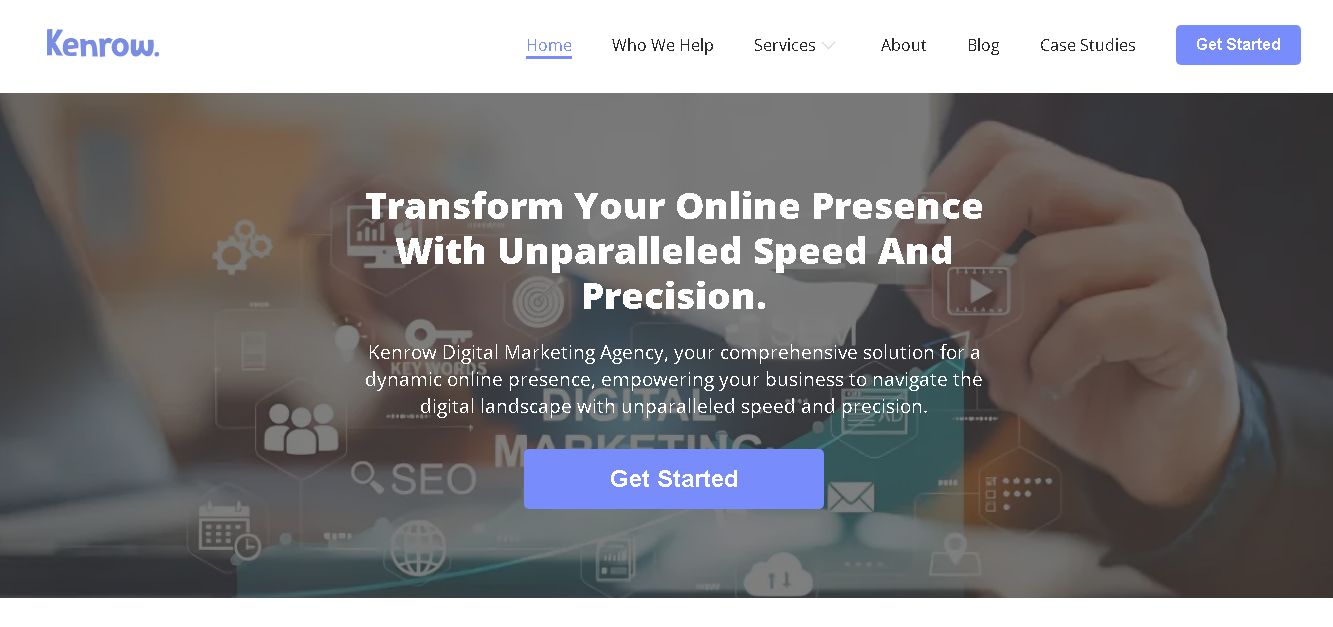 Kenrow.
Home
Who We Help
Services
About
Blog
Case Studies
Get Started
Transform Your Online Presence
With Unparalleled Speed And
Precision.
Kenrow Digital Marketing Agency, your comprehensive solution for a
dynamic online presence, empowering your business to navigate the
digital landscape with unparalleled speed and precision.
Get Started
KEYWORDS
SEM
DIGITAL
MARKETING
AD
SEO